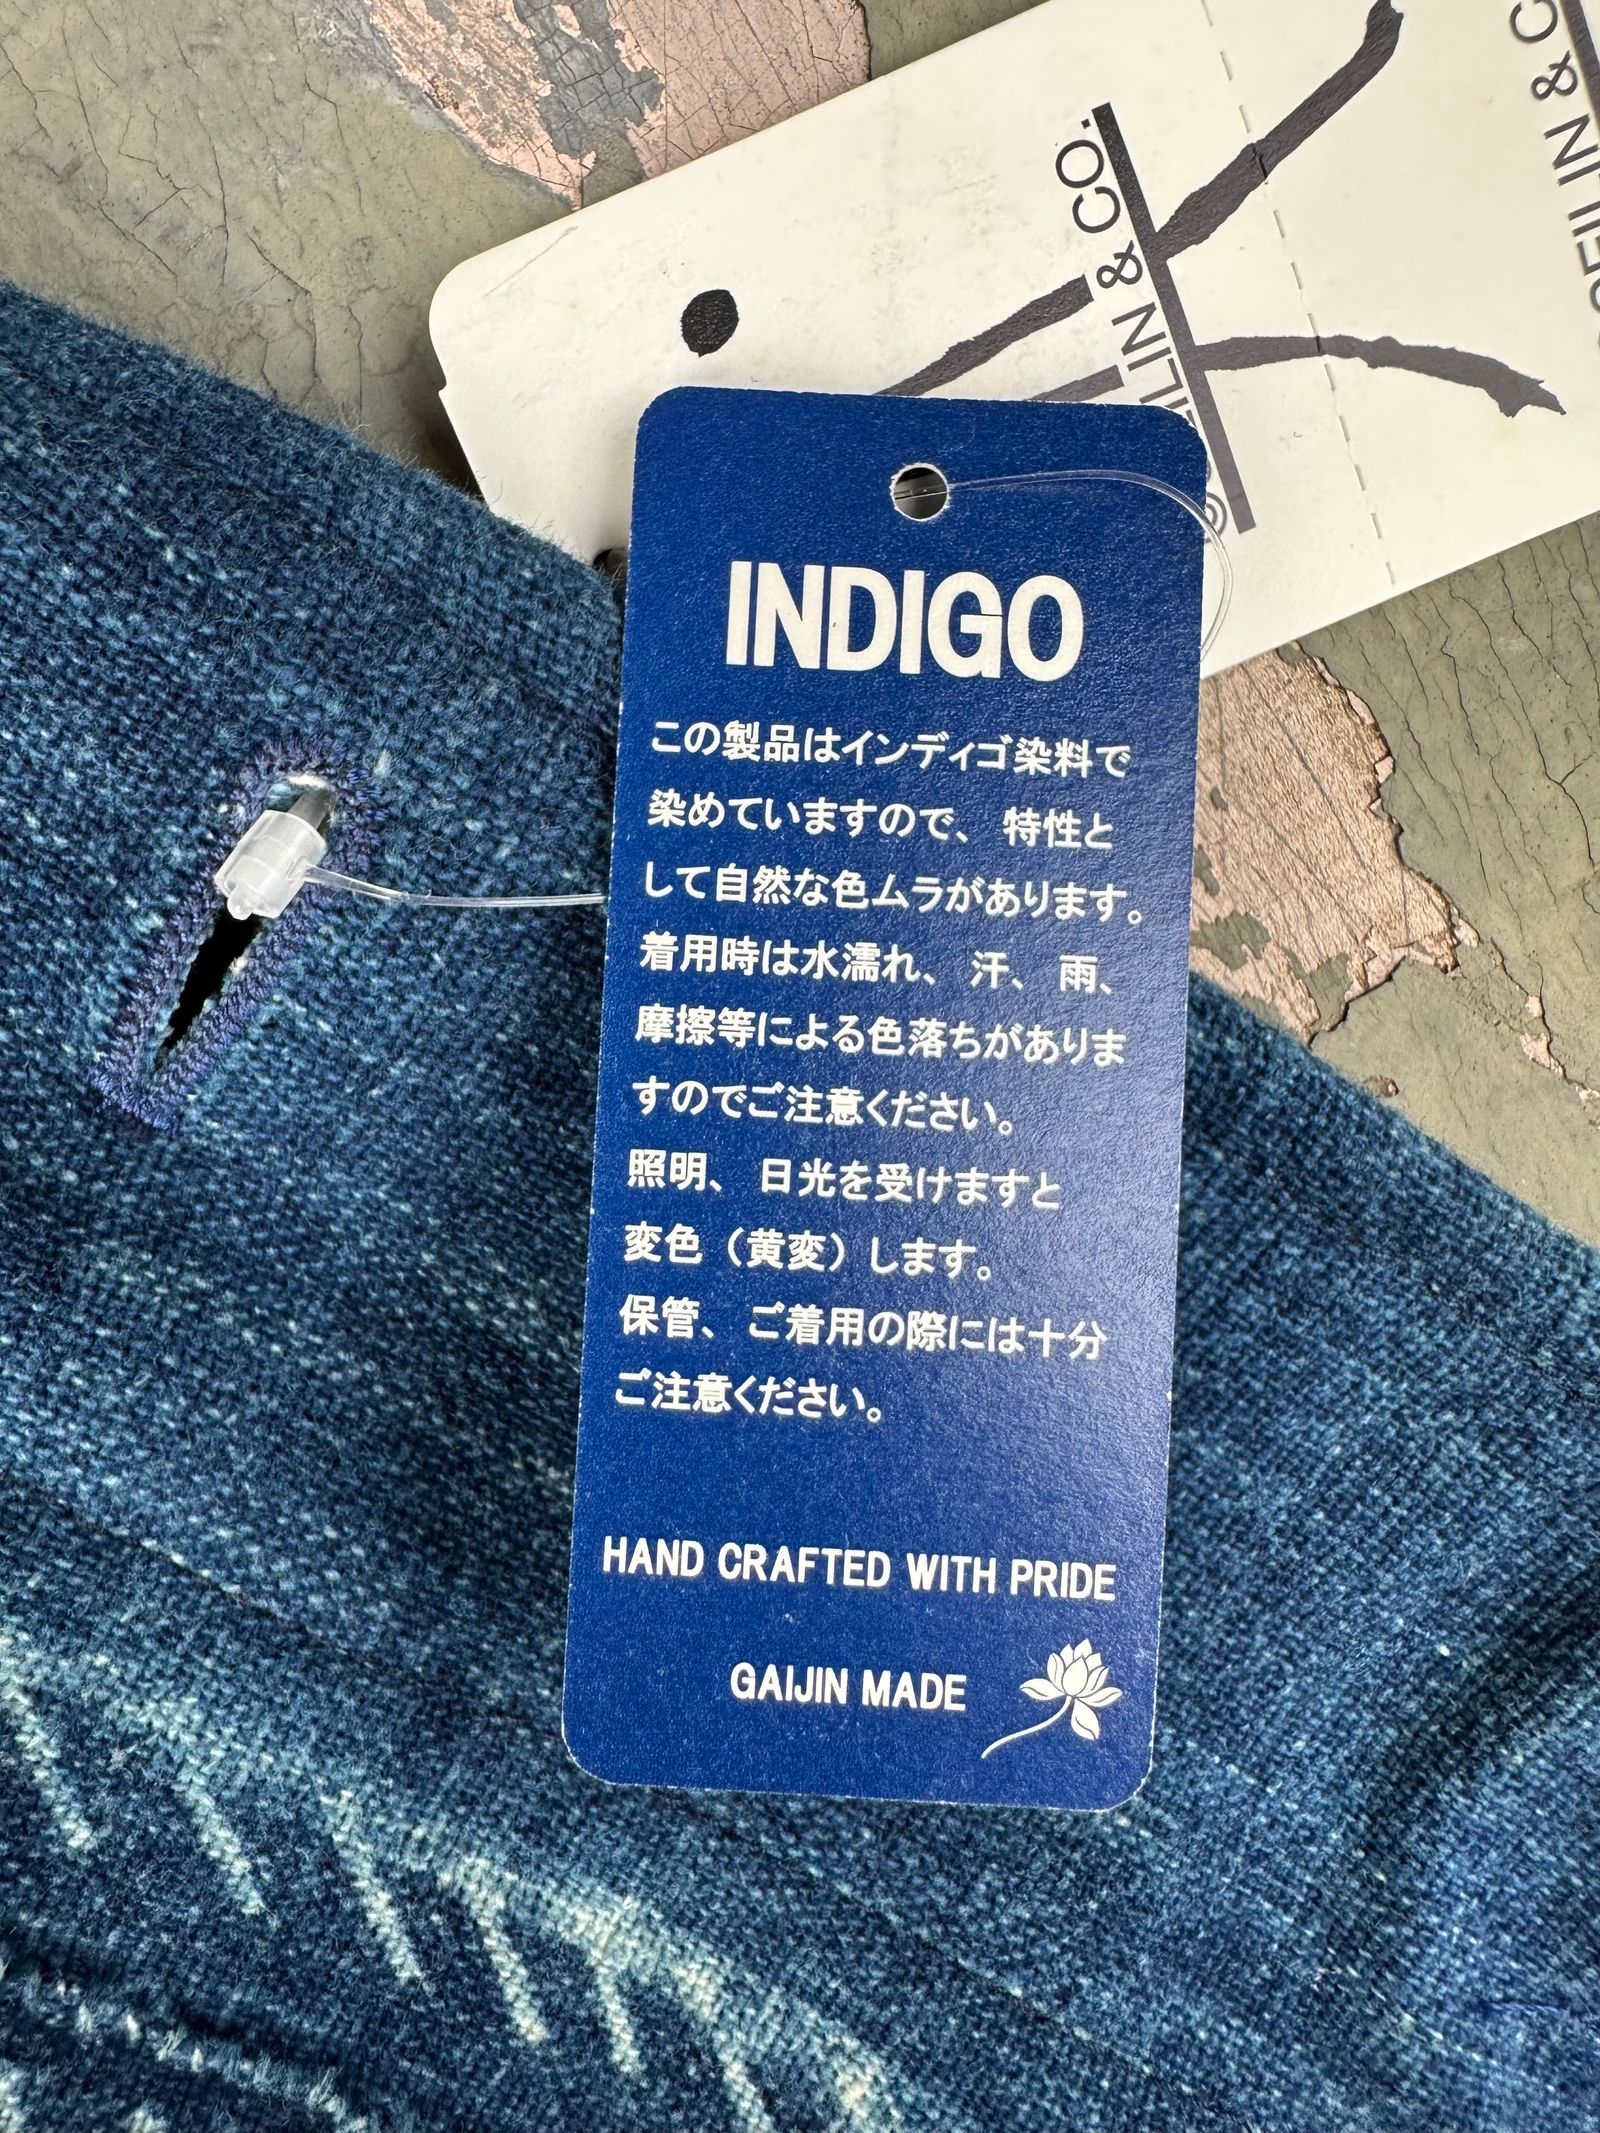 & CO.
INDIGO
この製品はインディゴ染料で
染めていますので、特性と
して自然な色ムラがあります。
着用時は水濡れ、汗、雨、
摩擦等による色落ちがありま
すのでご注意ください。
照明、日光を受けますと
変色（黄変）します。
保管、ご着用の際には十分
ご注意ください。
HAND CRAFTED WITH PRIDE
GAIJIN MADE